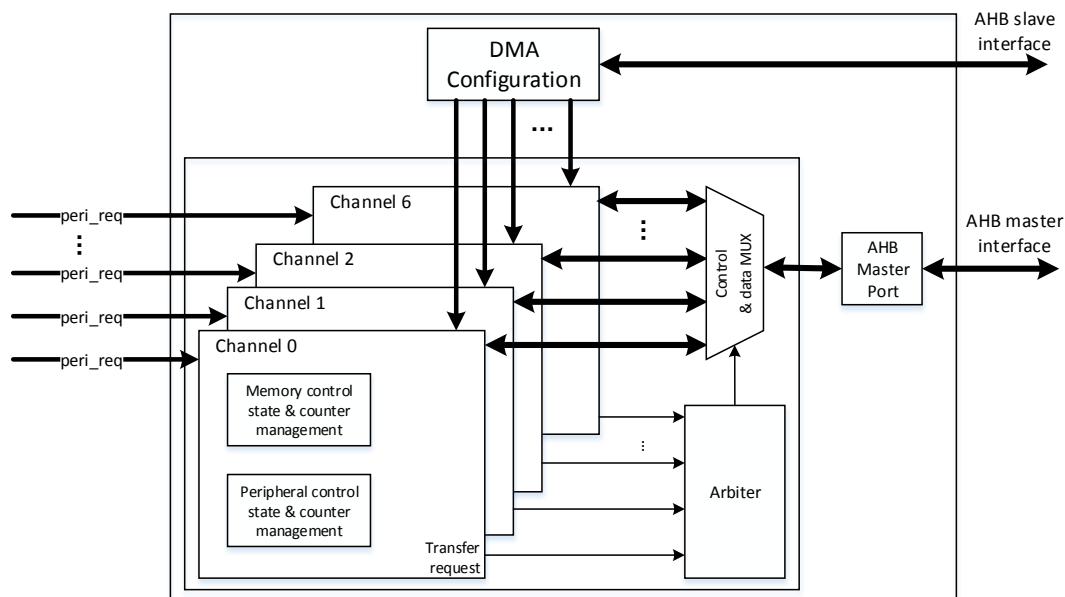 AHB slave
interface
DMA
Configuration
...
Channel 6
peri_req
...
...
AHB master
interface
Channel 2
peri_req
Control
& data MUX
AHB
Master
Port
Channel 1
peri_req
Channel 0
peri_req
Memory control
state & counter
management
...
Arbiter
Peripheral control
state & counter
management
Transfer
request